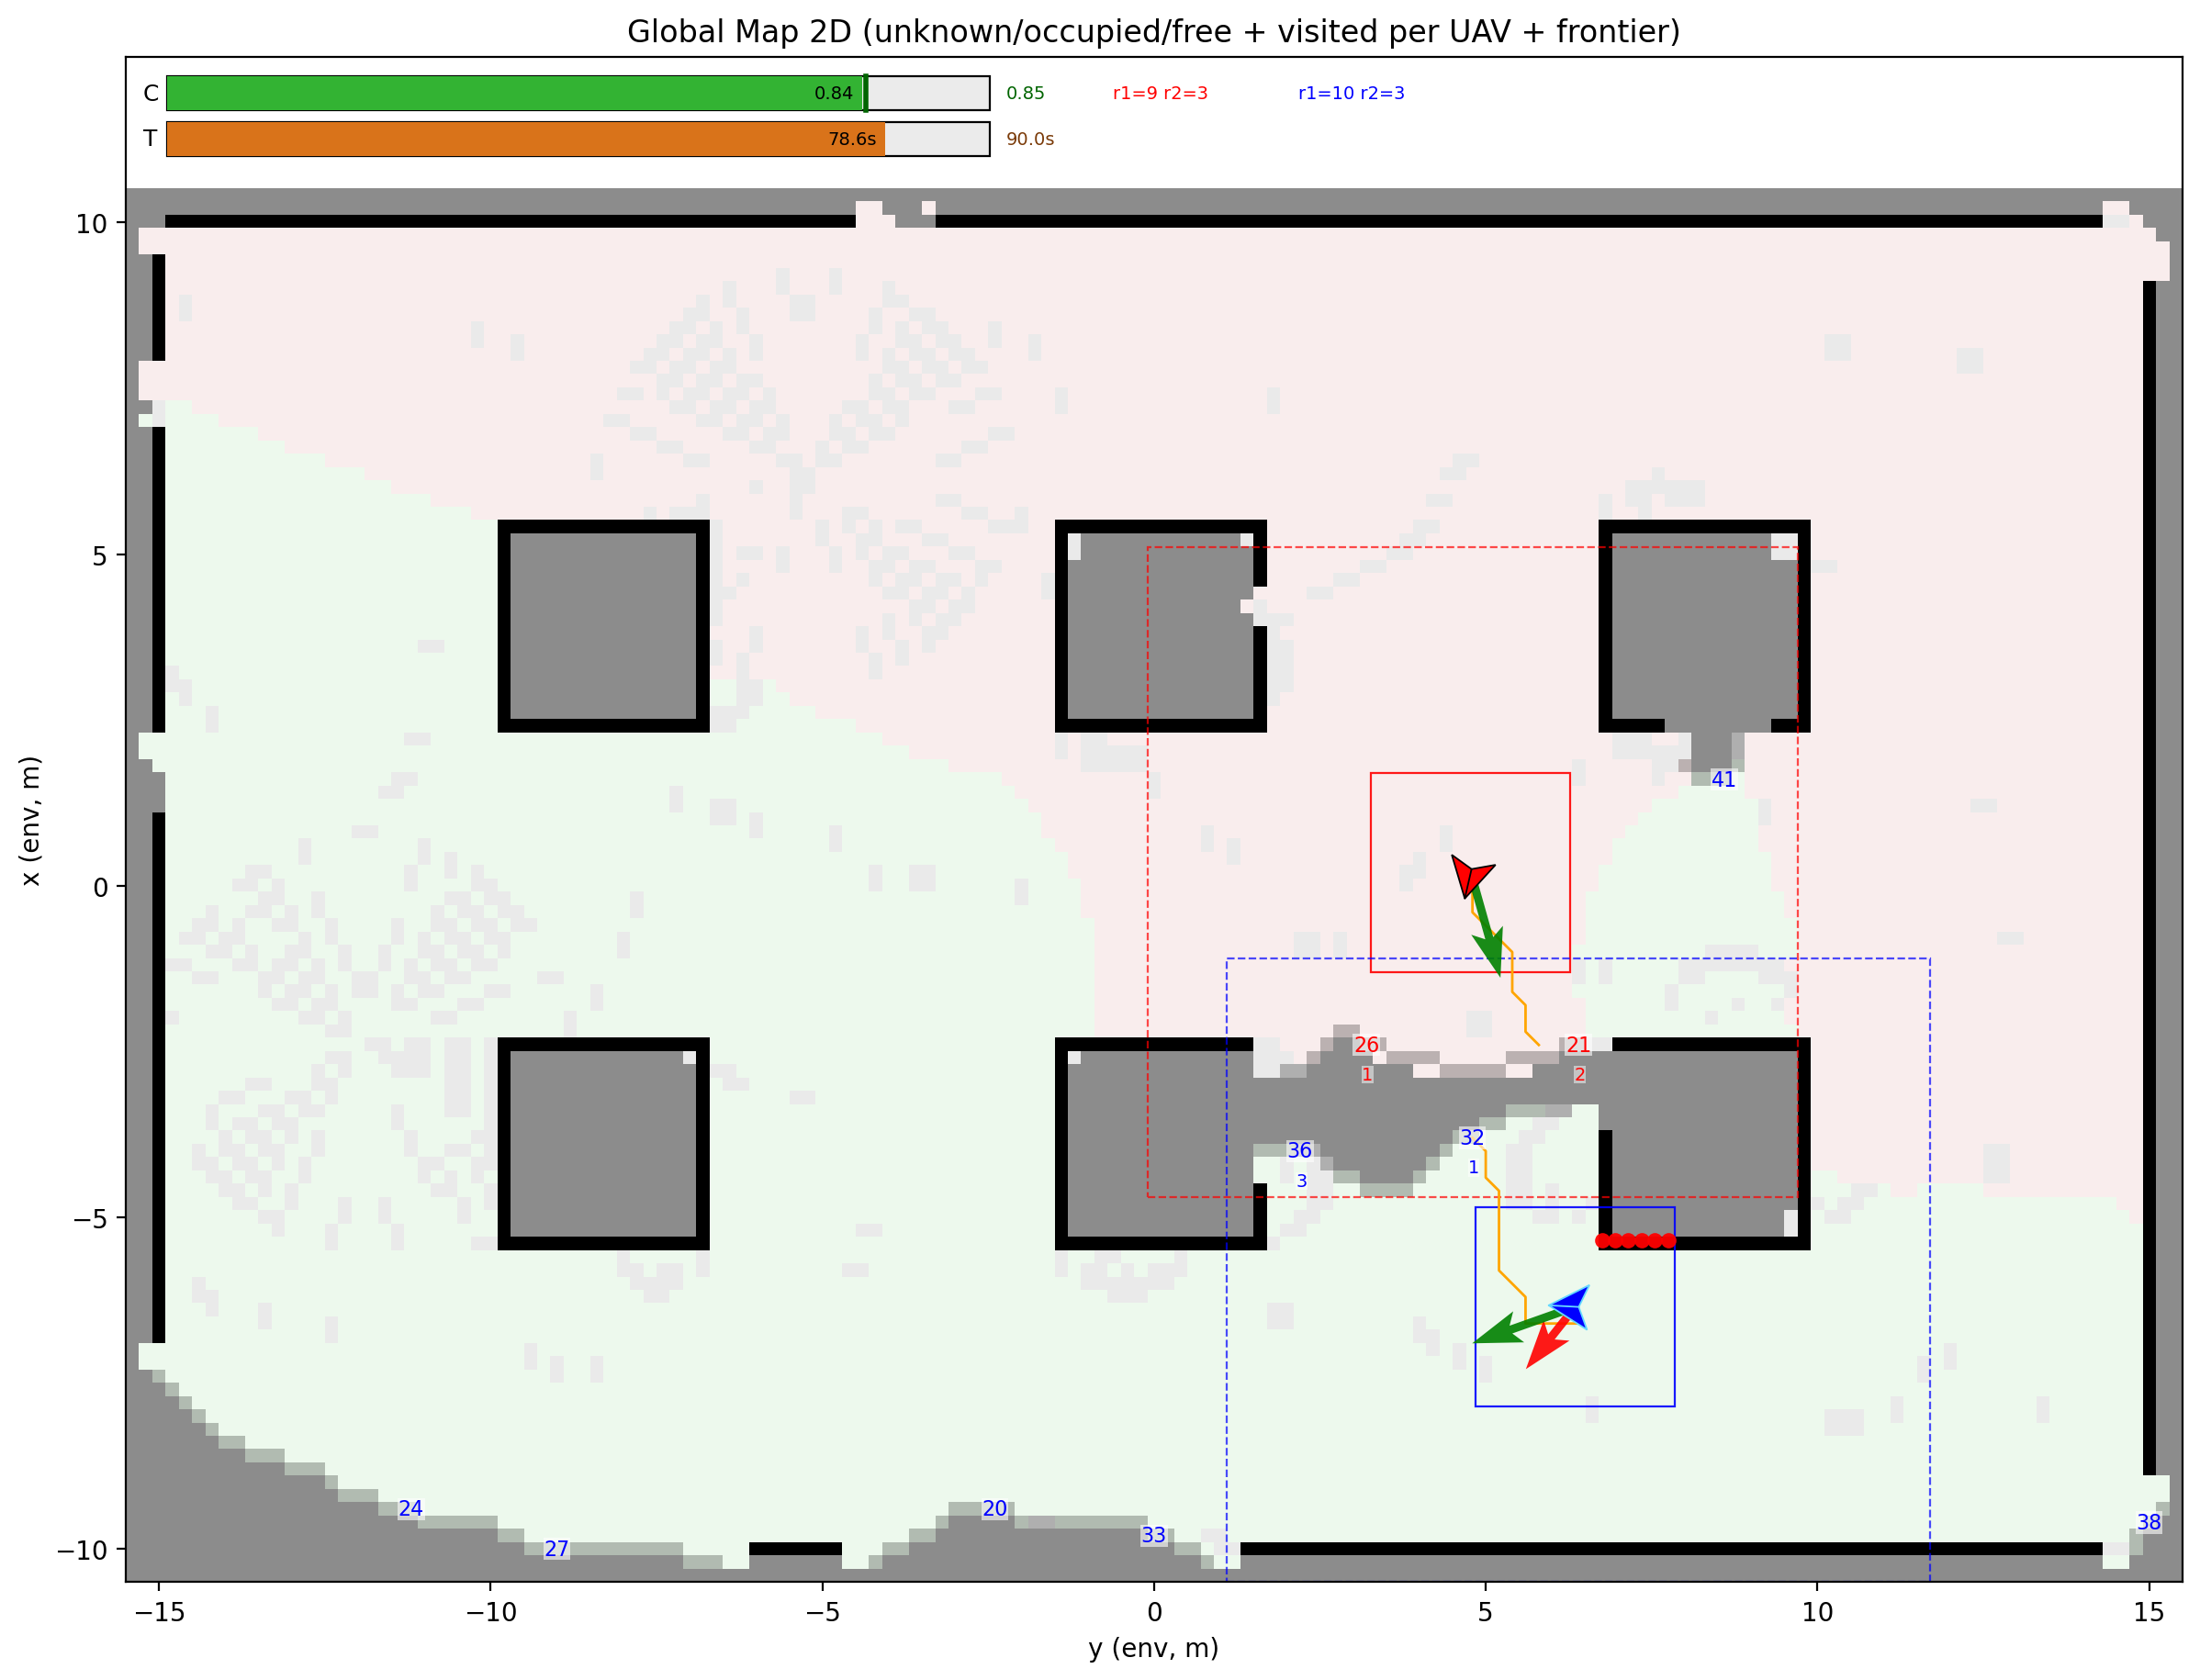 Global Map 2D (unknown/occupied/free + visited per UAV + frontier)
C 0.84 0.85 r1=9 r2=3 r1=10 r2=3
T 78.6s 90.0s
10
5
0
−5
−10
x (env, m)
41
26 21
1 2
32
36
1
3
24 20
33 38
27
−15 −10 −5 0 5 10 15
y (env, m)